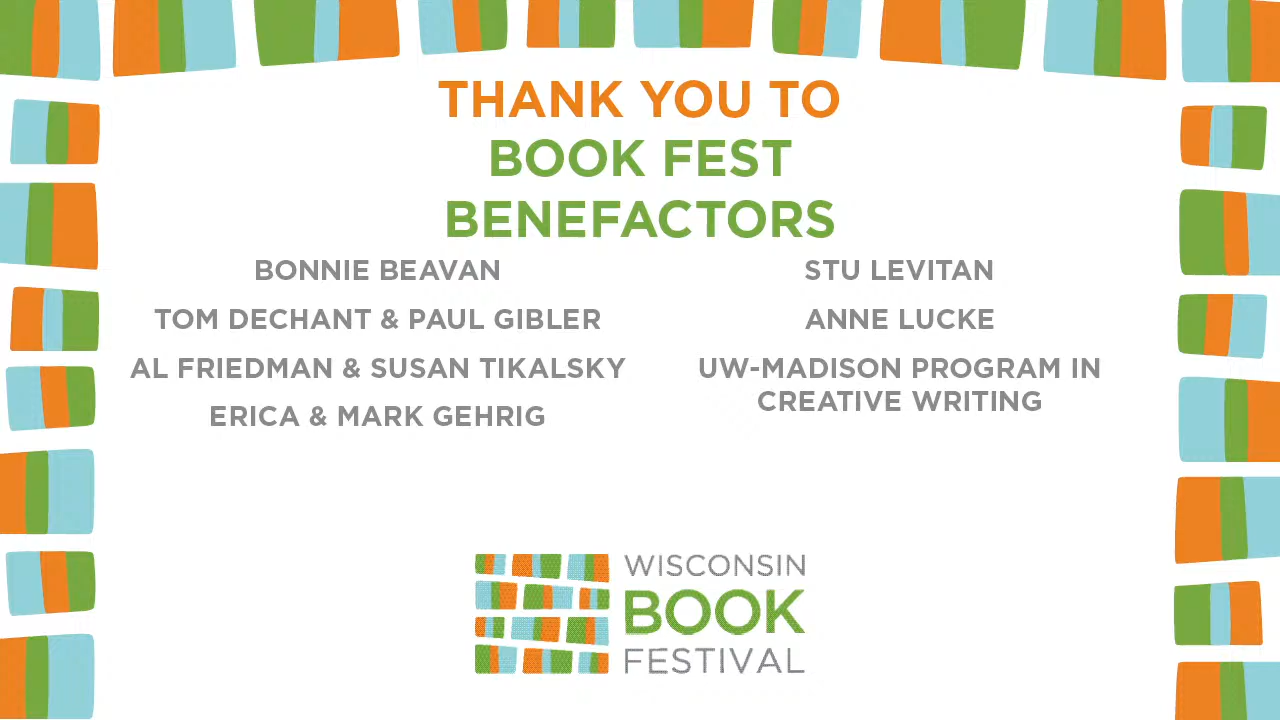 THANK YOU TO
BOOK FEST
BENEFACTORS
BONNIE BEAVAN
TOM DECHANT & PAUL GIBLER
AL FRIEDMAN & SUSAN TIKALSKY
ERICA & MARK GEHRIG
STU LEVITAN
ANNE LUCKE
UW-MADISON PROGRAM IN
CREATIVE WRITING
WISCONSIN
BOOK
FESTIVAL